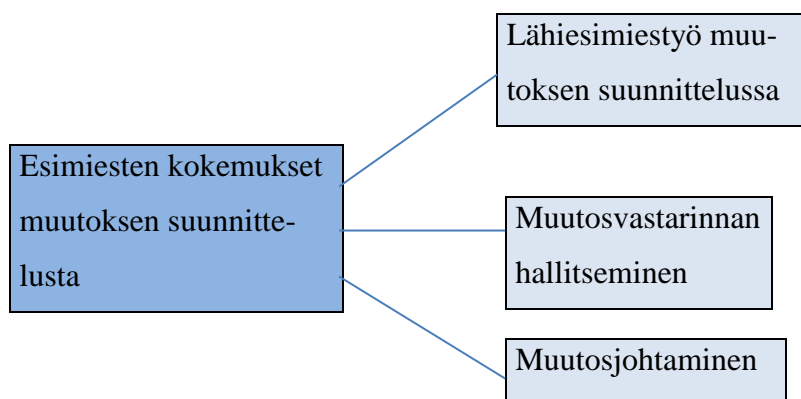 Lähiesimiestyö muu-
toksen suunnittelussa
Esimiesten kokemukset
muutoksen suunnitte-
lusta
Muutosvastarinnan
hallitseminen
Muutosjohtaminen